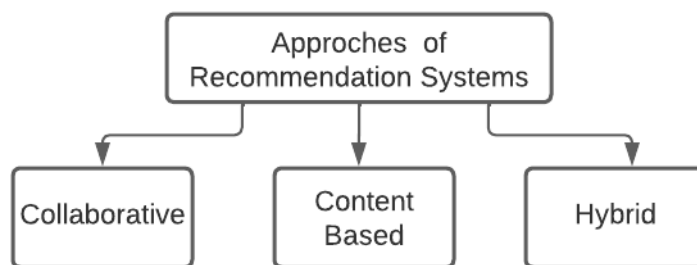 Approches of
Recommendation Systems
Collaborative
Content
Based
Hybrid